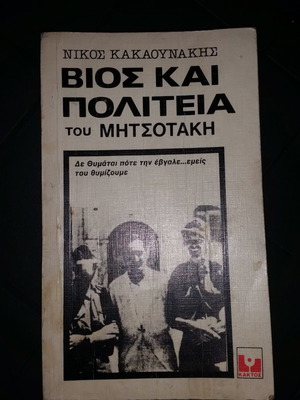 ΝΙΚΟΣ ΚΑΚΑΟΥΝΑΚΗΣ
ΒΙΟΣ ΚΑΙ
ΠΟΛΙΤΕΙΑ
του ΜΗΤΣΟΤΑΚΗ
Δε Θυμάται πότε την έβγαλε...εμείς
του θυμίζουμε
ΚΑΚΤΟΣ